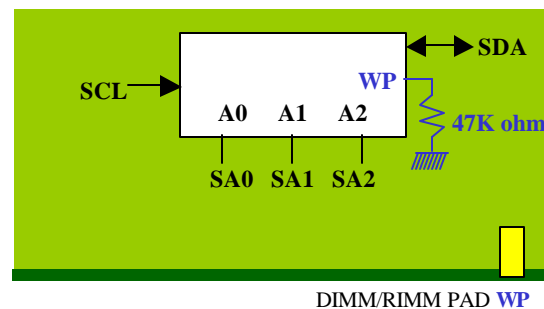 SDA
WP
SCL
A0 A1 A2
47K ohm
SA0 SA1 SA2
DIMM/RIMM PAD WP